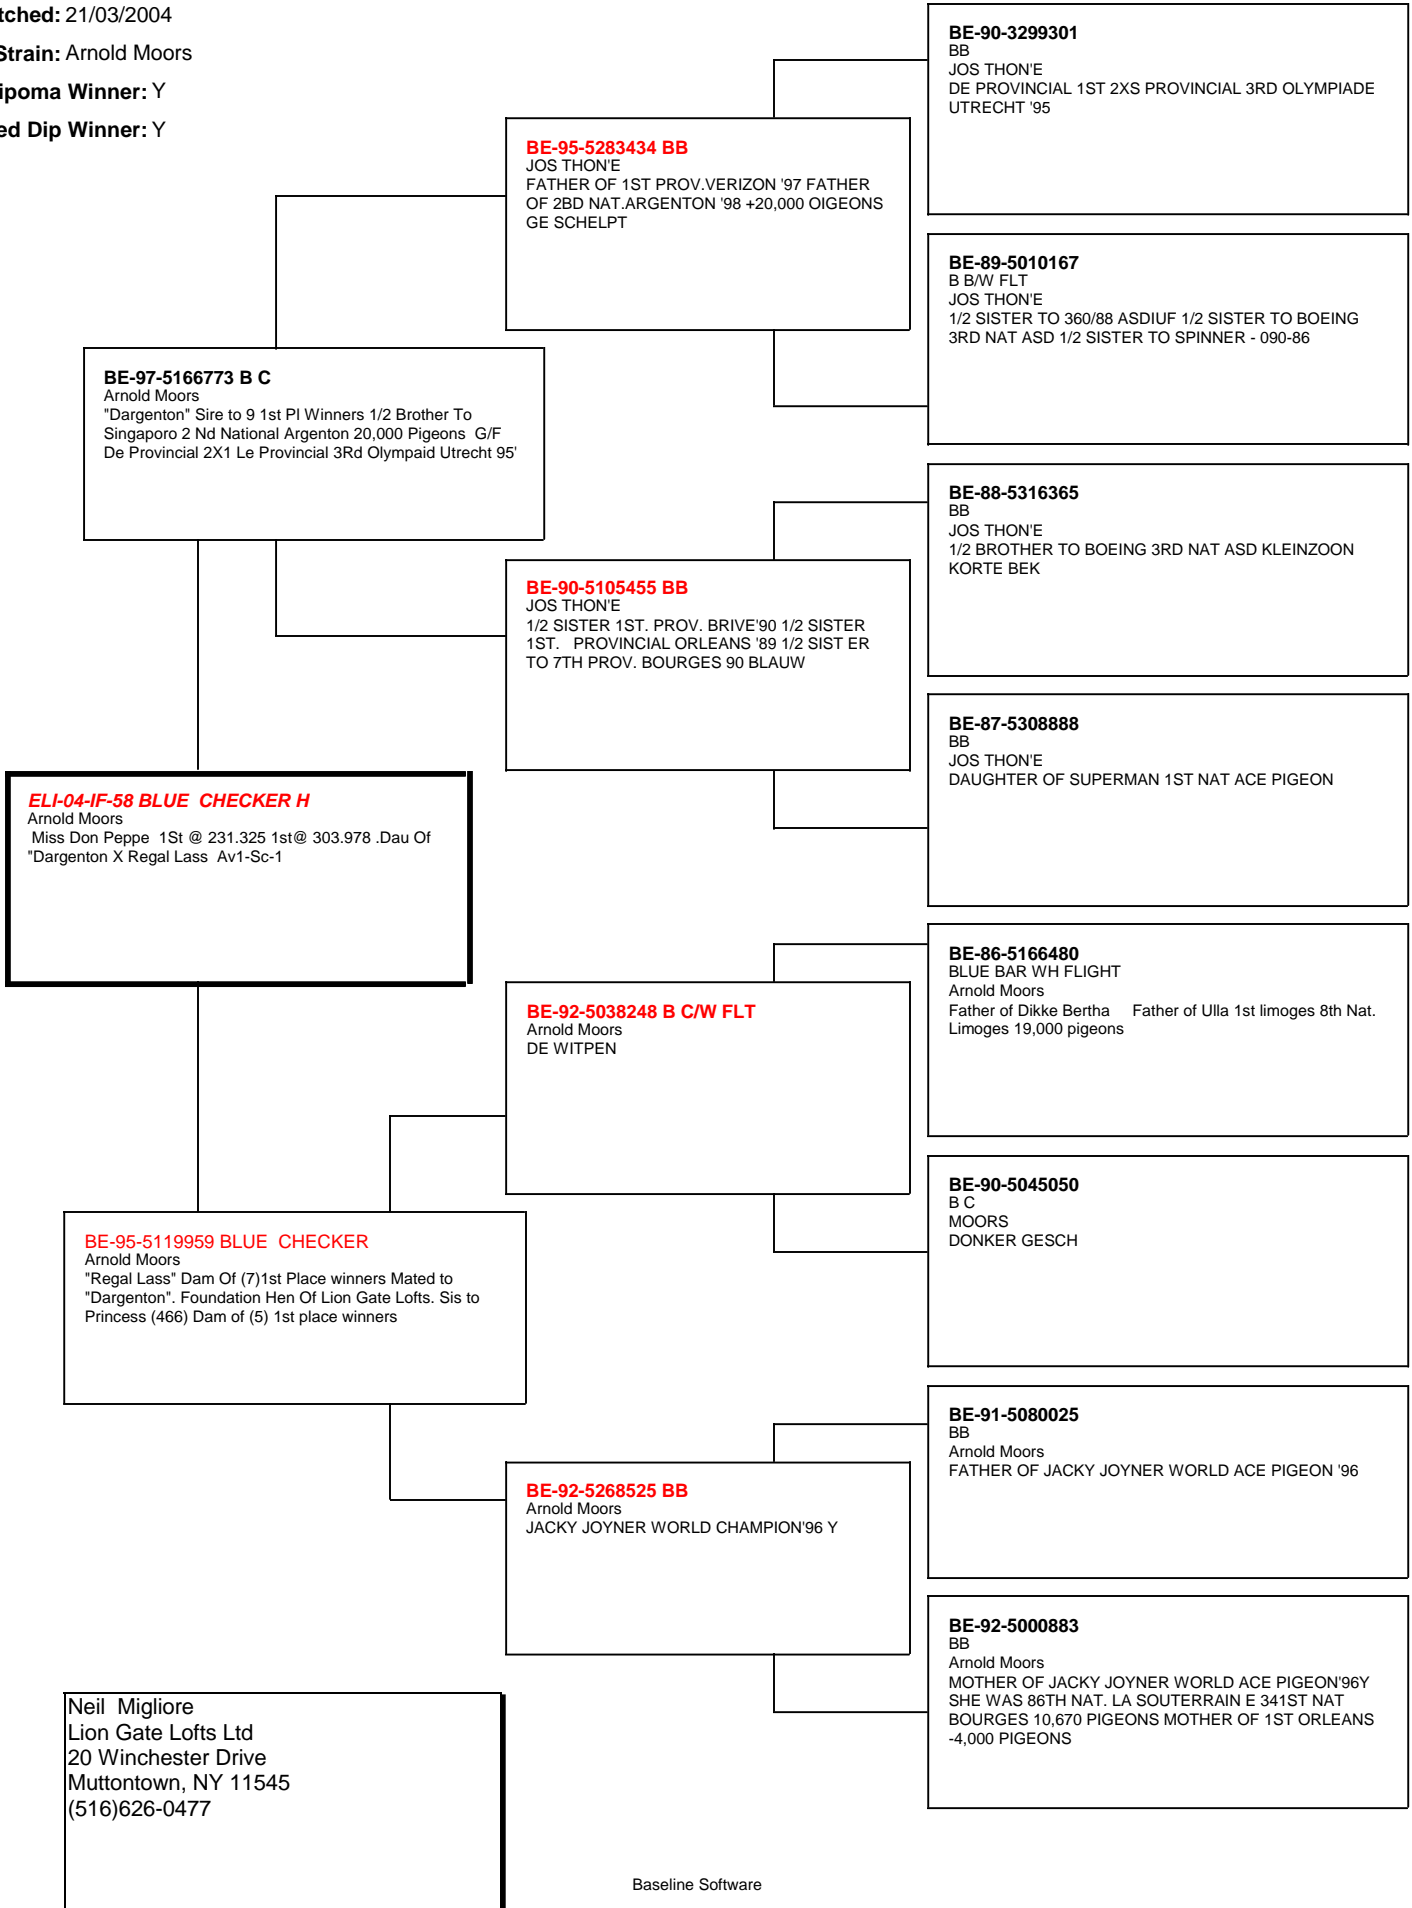 tched: 21/03/2004
Strain: Arnold Moors
ipoma Winner: Y
ed Dip Winner: Y
BE-90-3299301
BB
JOS THON'E
DE PROVINCIAL 1ST 2XS PROVINCIAL 3RD OLYMPIADE
UTRECHT '95
BE-95-5283434 BB
JOS THON'E
FATHER OF 1ST PROV.VERIZON '97 FATHER
OF 2BD NAT.ARGENTON '98 +20,000 OIGEONS
GE SCHELPT
BE-89-5010167
B B/W FLT
JOS THON'E
1/2 SISTER TO 360/88 ASDIUF 1/2 SISTER TO BOEING
3RD NAT ASD 1/2 SISTER TO SPINNER - 090-86
BE-97-5166773 B C
Arnold Moors
"Dargenton" Sire to 9 1st Pl Winners 1/2 Brother To
Singaporo 2 Nd National Argenton 20,000 Pigeons  G/F
De Provincial 2X1 Le Provincial 3Rd Olympaid Utrecht 95'
BE-88-5316365
BB
JOS THON'E
1/2 BROTHER TO BOEING 3RD NAT ASD KLEINZOON
KORTE BEK
BE-90-5105455 BB
JOS THON'E
1/2 SISTER 1ST. PROV. BRIVE'90 1/2 SISTER
1ST.   PROVINCIAL ORLEANS '89 1/2 SIST ER
TO 7TH PROV. BOURGES 90 BLAUW
BE-87-5308888
BB
JOS THON'E
DAUGHTER OF SUPERMAN 1ST NAT ACE PIGEON
ELI-04-IF-58 BLUE  CHECKER H
Arnold Moors
Miss Don Peppe  1St @ 231.325 1st@ 303.978 .Dau Of
"Dargenton X Regal Lass  Av1-Sc-1
BE-86-5166480
BLUE BAR WH FLIGHT
Arnold Moors
Father of Dikke Bertha     Father of Ulla 1st limoges 8th Nat.
Limoges 19,000 pigeons
BE-92-5038248 B C/W FLT
Arnold Moors
DE WITPEN
BE-90-5045050
B C
MOORS
DONKER GESCH
BE-95-5119959 BLUE  CHECKER
Arnold Moors
"Regal Lass" Dam Of (7)1st Place winners Mated to
"Dargenton". Foundation Hen Of Lion Gate Lofts. Sis to
Princess (466) Dam of (5) 1st place winners
BE-91-5080025
BB
Arnold Moors
FATHER OF JACKY JOYNER WORLD ACE PIGEON '96
BE-92-5268525 BB
Arnold Moors
JACKY JOYNER WORLD CHAMPION'96 Y
BE-92-5000883
BB
Arnold Moors
MOTHER OF JACKY JOYNER WORLD ACE PIGEON'96Y
SHE WAS 86TH NAT. LA SOUTERRAIN E 341ST NAT
BOURGES 10,670 PIGEONS MOTHER OF 1ST ORLEANS
-4,000 PIGEONS
Neil  Migliore
Lion Gate Lofts Ltd
20 Winchester Drive
Muttontown, NY 11545
(516)626-0477
Baseline Software